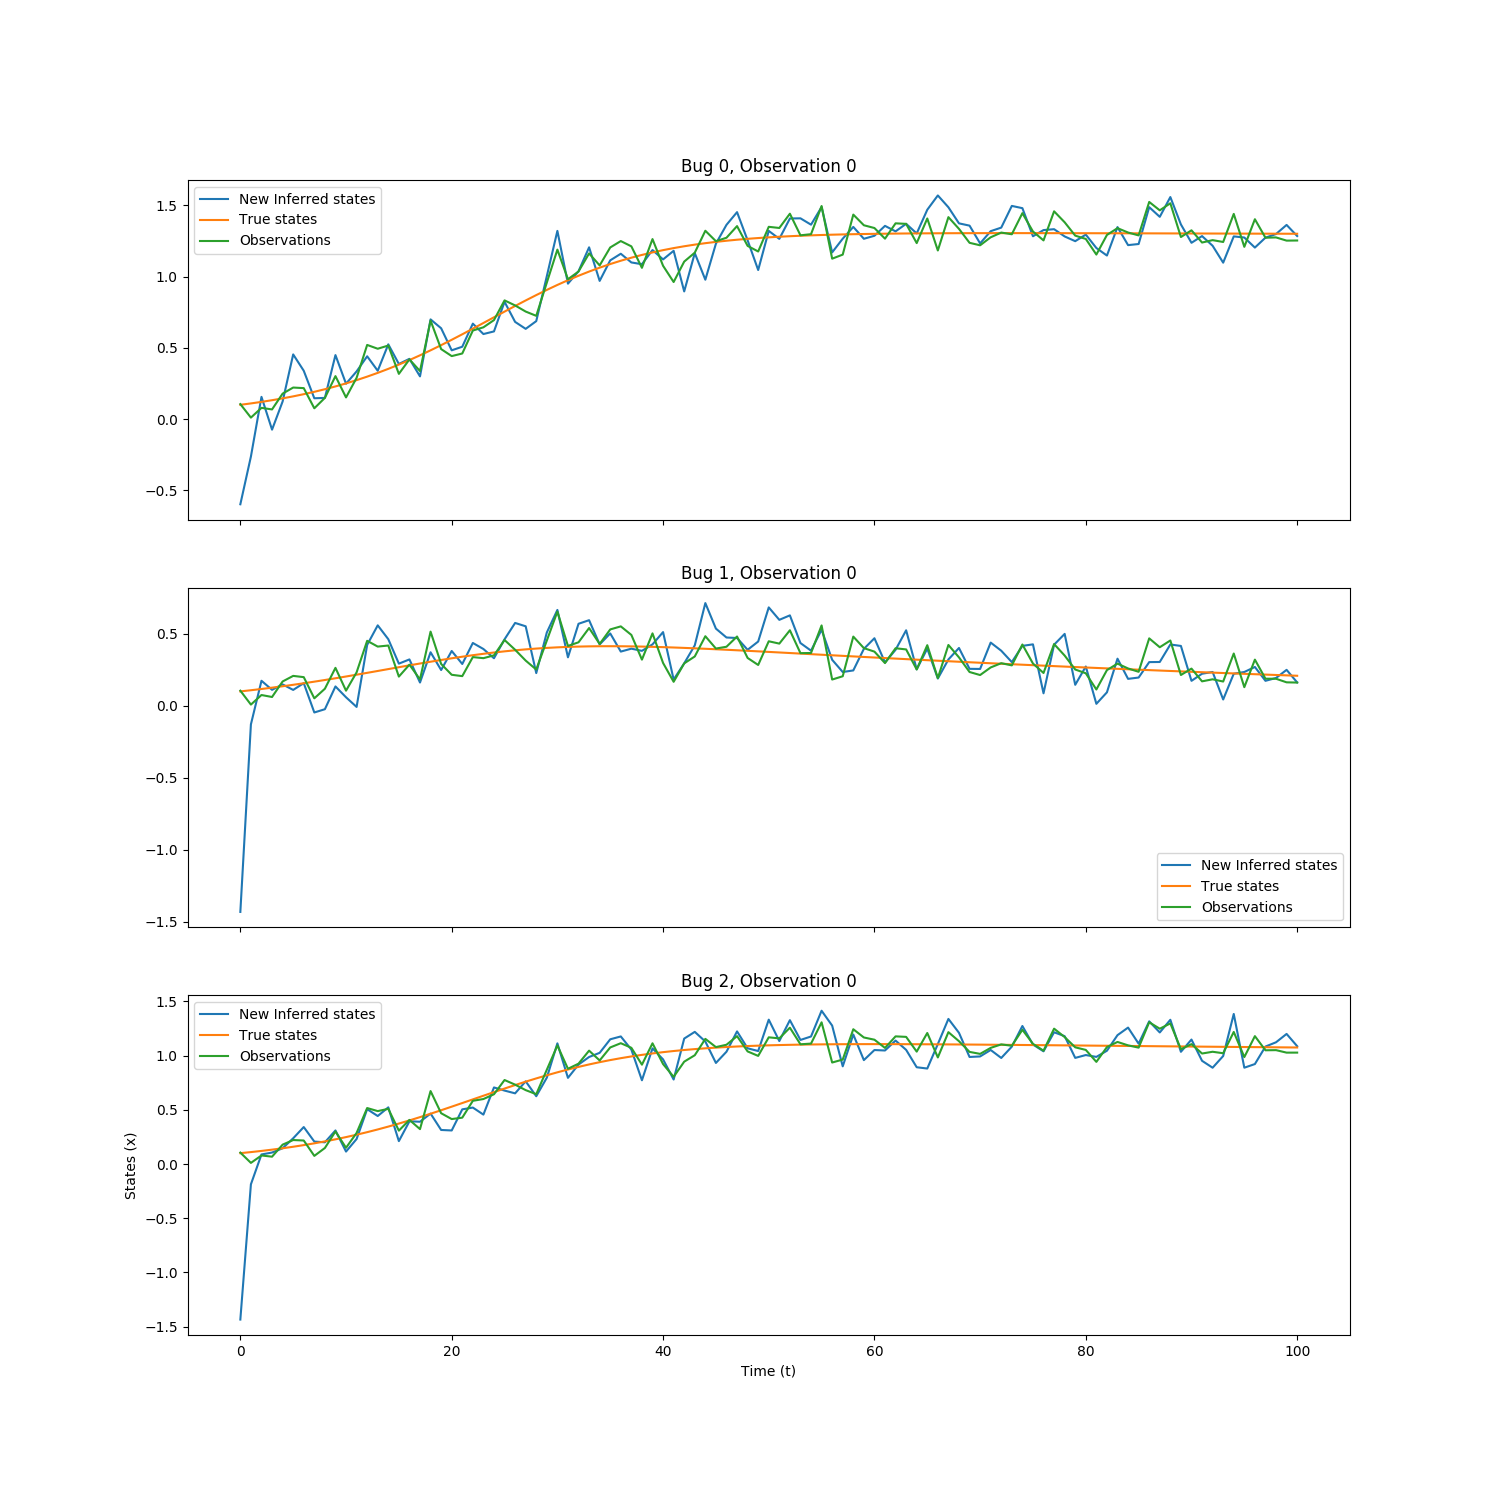 Bug 0, Observation 0
New Inferred states
True states
Observations
1.5
1.0
0.5
0.0
−0.5
Bug 1, Observation 0
0.5
0.0
−0.5
−1.0
−1.5
New Inferred states
True states
Observations
Bug 2, Observation 0
New Inferred states
True states
Observations
1.5
1.0
0.5
0.0
−0.5
−1.0
−1.5
States (x)
0 20 40 60 80 100
Time (t)